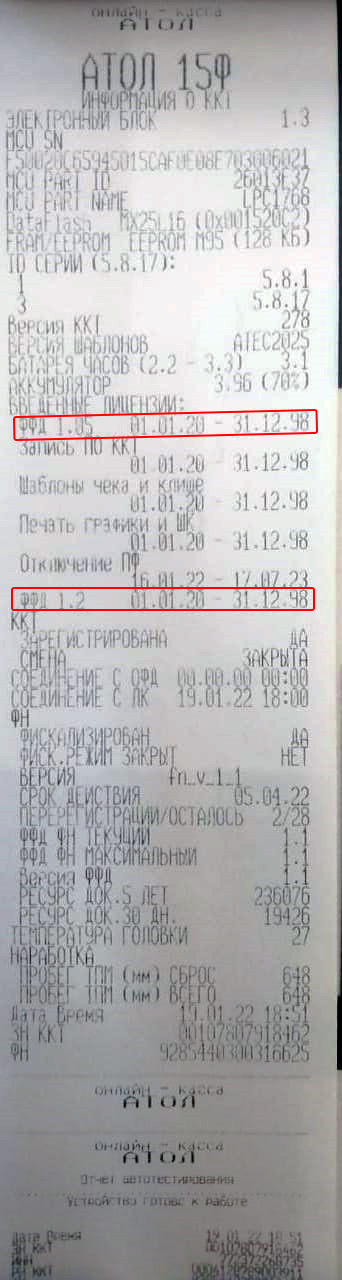 онлайн - касса
АТОЛ
АТОЛ 15Ф
ИНФОРМАЦИЯ О ККТ
ЭЛЕКТРОННЫЙ БЛОК 1.3
MCU SN
F50020C65945015CAF0E08E703006021
MCU PART ID 26013E37
MCU PART NAME LPC1768
DataFlash MX25L16 (0x001520C2)
FRAM/EEPROM EEPROM M95 (128 КБ)
ID СЕРИИ (5.8.17):
1 5.8.1
3 5.8.17
Версия ККТ 278
ВЕРСИЯ ШАБЛОНОВ ATEC2025
БАТАРЕЯ ЧАСОВ (2.2 - 3.3) 3.1
АККУМУЛЯТОР 3.96 (70%)
ВВЕДЕННЫЕ ЛИЦЕНЗИИ:
ФФД 1.05 01.01.20 - 31.12.98
Запись ПО ККТ
01.01.20 - 31.12.98
Шаблоны чека и клише
01.01.20 - 31.12.98
Печать графики и ШК
01.01.20 - 31.12.98
Отключение ПФ
16.01.22 - 17.07.23
ФФД 1.2 01.01.20 - 31.12.98
ККТ
ЗАРЕГИСТРИРОВАНА ДА
СМЕНА ЗАКРЫТА
СОЕДИНЕНИЕ С ОФД 00.00.00 00:00
СОЕДИНЕНИЕ С ЛК 19.01.22 18:00
ФН
ФИСКАЛИЗИРОВАН ДА
ФИСК.РЕЖИМ ЗАКРЫТ НЕТ
ВЕРСИЯ fn_v_1_1
СРОК ДЕЙСТВИЯ 05.04.22
ПЕРЕРЕГИСТРАЦИИ/ОСТАЛОСЬ 2/28
ФФД ФН ТЕКУЩИЙ 1.1
ФФД ФН МАКСИМАЛЬНЫЙ 1.1
Версия ФФД 1.1
РЕСУРС ДОК.5 ЛЕТ 236076
РЕСУРС ДОК.30 ДН. 19426
ТЕМПЕРАТУРА ГОЛОВКИ 27
НАРАБОТКА
ПРОБЕГ ТПМ (мм) СБРОС 648
ПРОБЕГ ТПМ (мм) ВСЕГО 648
Дата Время 19.01.22 18:51
ЗН ККТ 00107807918462
ФН 9285440300316625
онлайн - касса
АТОЛ
онлайн - касса
АТОЛ
Отчет автотестирования
Устройство готово к работе
Дата Время 19.01.22 18:51
ЗН ККТ 00107807918462
ИНН
РН ККТ